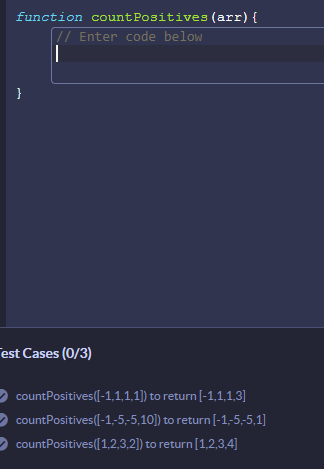 function countPositives(arr){
// Enter code below
}
Test Cases (0/3)
countPositives([-1,1,1,1]) to return [-1,1,1,3]
countPositives([-1,-5,-5,10]) to return [-1,-5,-5,1]
countPositives([1,2,3,2]) to return [1,2,3,4]